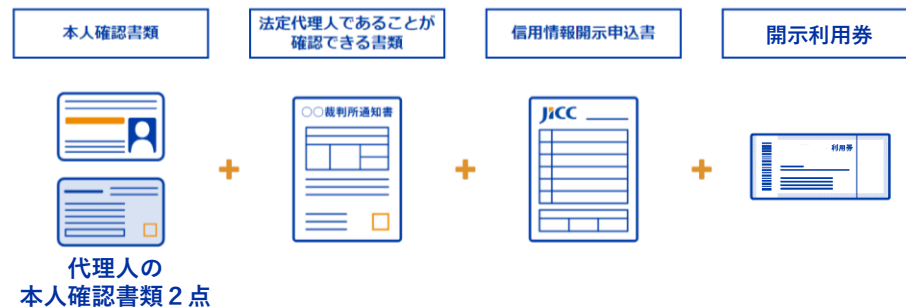 本人確認書類
法定代理人であることが
確認できる書類
信用情報開示申込書
開示利用券
〇〇裁判所通知書
JICC
利用券
代理人の
本人確認書類２点